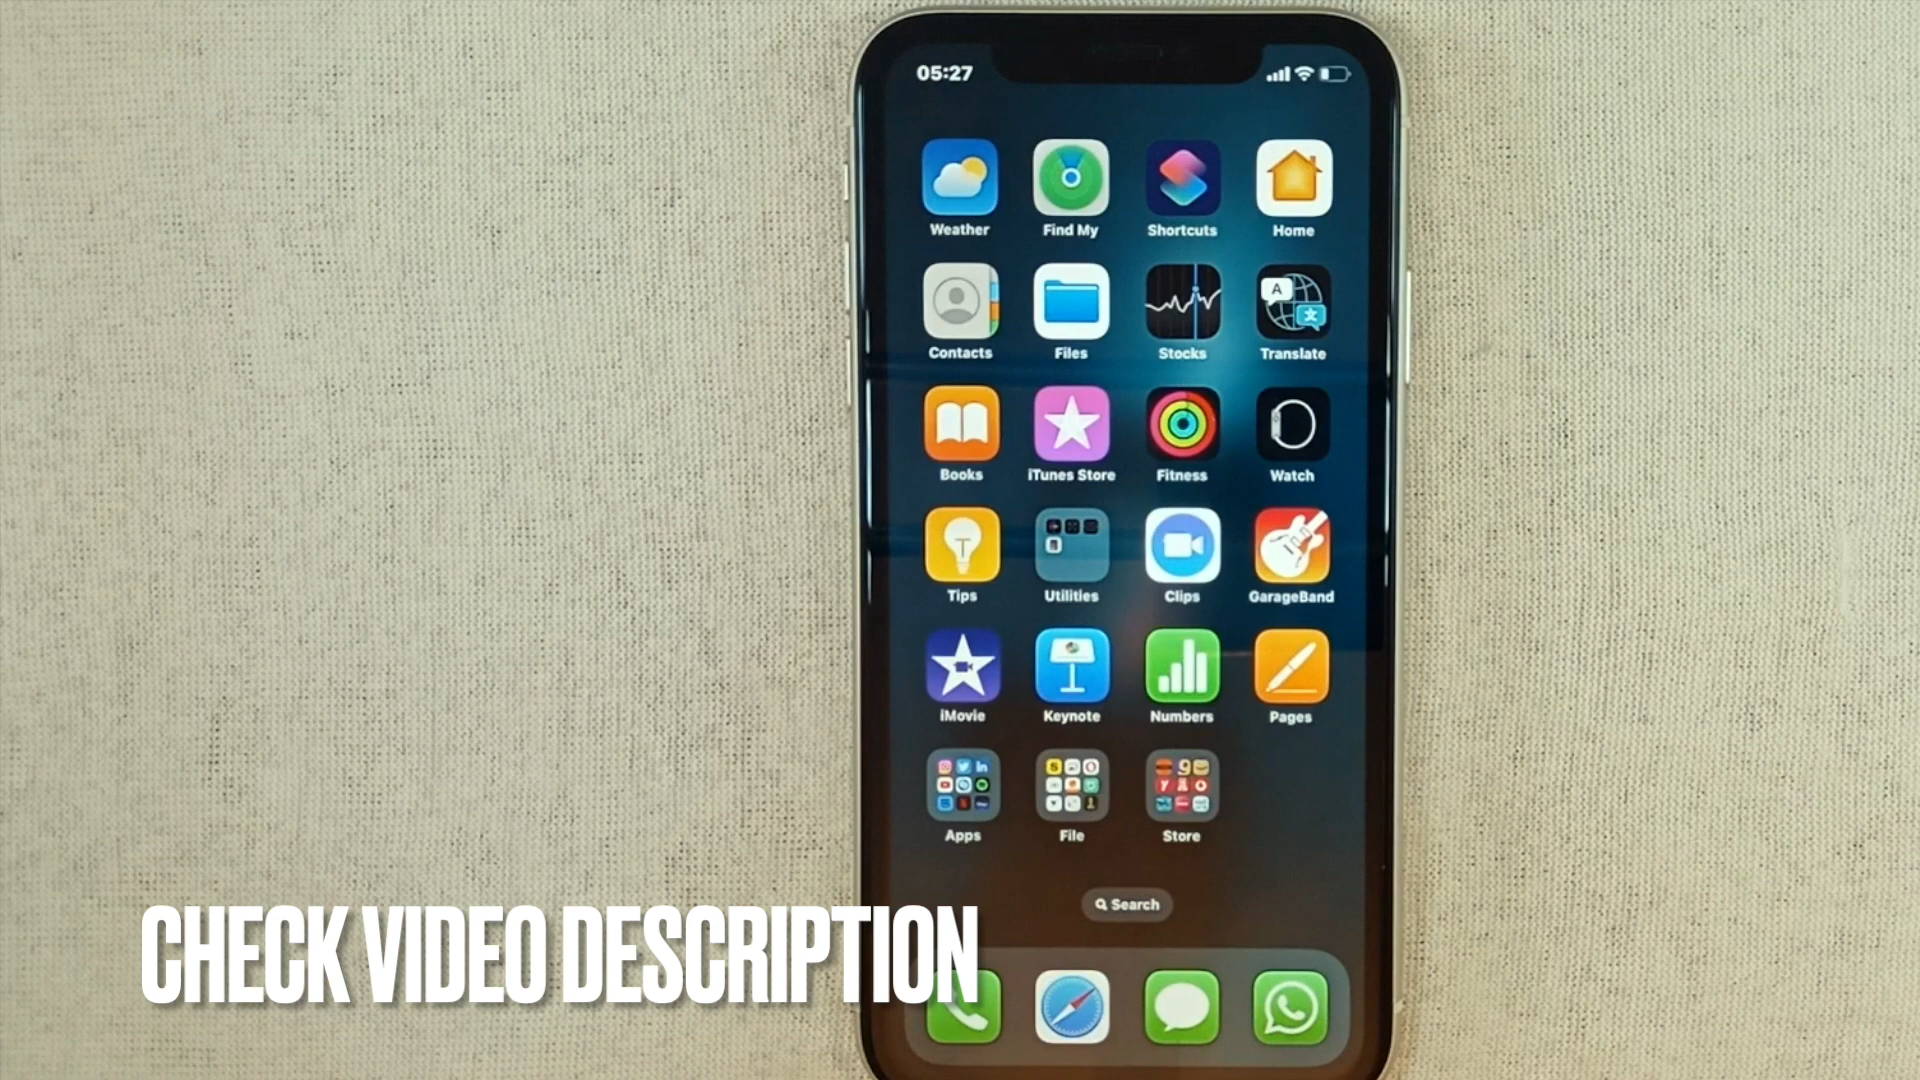 05:27
Weather Find My Shortcuts Home
A 文
Contacts Files Stocks Translate
Books iTunes Store Fitness Watch
Tips Utilities Clips GarageBand
iMovie Keynote Numbers Pages
Apps File Store
Search
CHECK VIDEO DESCRIPTION